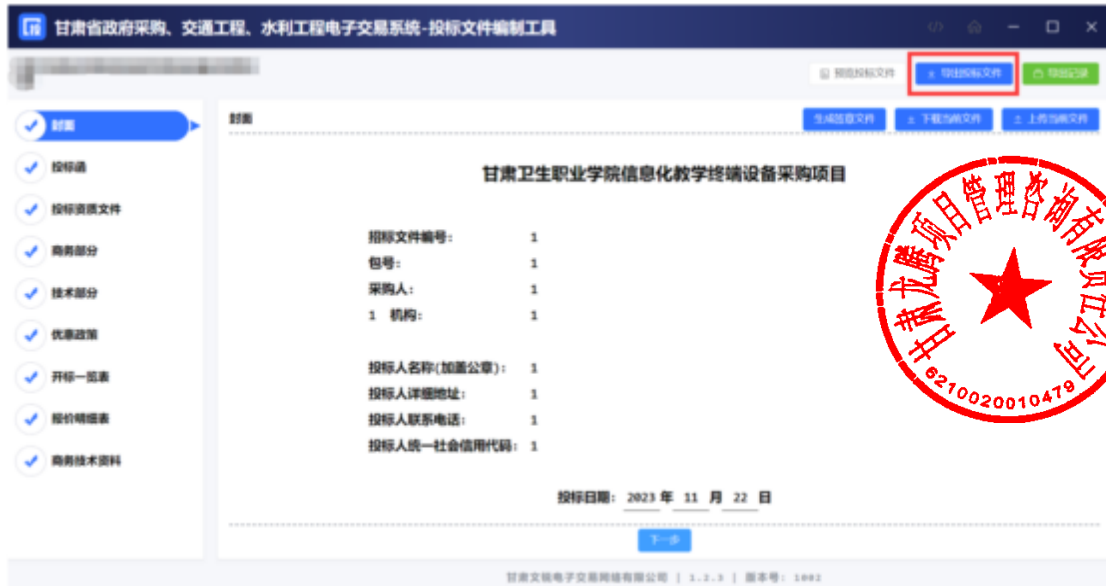 投 甘肃省政府采购、交通工程、水利工程电子交易系统-投标文件编制工具
预览投标文件 导出投标文件 导出记录
封面
投标函
投标资质文件
商务部分
技术部分
优惠政策
开标一览表
报价明细表
商务技术资料
封面 生成签章文件 下载当前文件 上传当前文件
甘肃卫生职业学院信息化教学终端设备采购项目
招标文件编号: 1
包号: 1
采购人: 1
1 机构: 1
投标人名称(加盖公章): 1
投标人详细地址: 1
投标人联系电话: 1
投标人统一社会信用代码: 1
投标日期: 2023 年 11 月 22 日
下一步
甘肃龙腾项目管理咨询有限责任公司
6210020010479
甘肃文锐电子交易网络有限公司 | 1.2.3 | 版本号: 1002